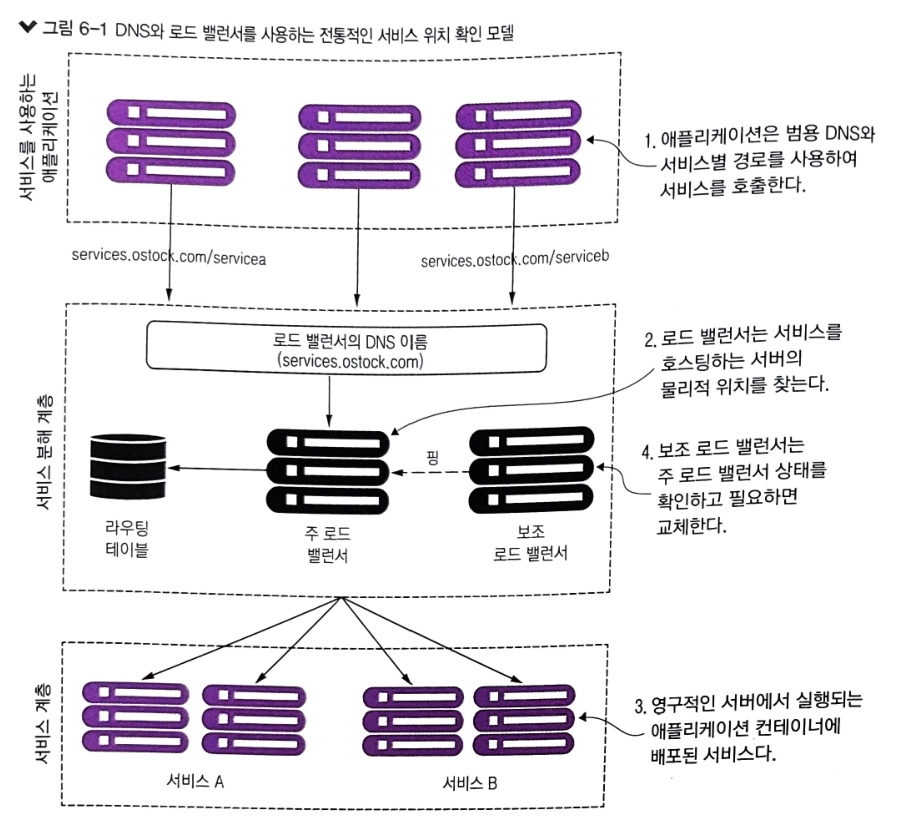 그림 6-1 DNS와 로드 밸런서를 사용하는 전통적인 서비스 위치 확인 모델
서비스를 사용하는
애플리케이션
1. 애플리케이션은 범용 DNS와
서비스별 경로를 사용하여
서비스를 호출한다.
services.ostock.com/servicea
services.ostock.com/serviceb
서비스 분해 계층
로드 밸런서의 DNS 이름
(services.ostock.com)
2. 로드 밸런서는 서비스를
호스팅하는 서버의
물리적 위치를 찾는다.
핑
4. 보조 로드 밸런서는
주 로드 밸런서 상태를
확인하고 필요하면
교체한다.
라우팅
테이블
주 로드
밸런서
보조
로드 밸런서
서비스 계층
3. 영구적인 서버에서 실행되는
애플리케이션 컨테이너에
배포된 서비스다.
서비스 A
서비스 B